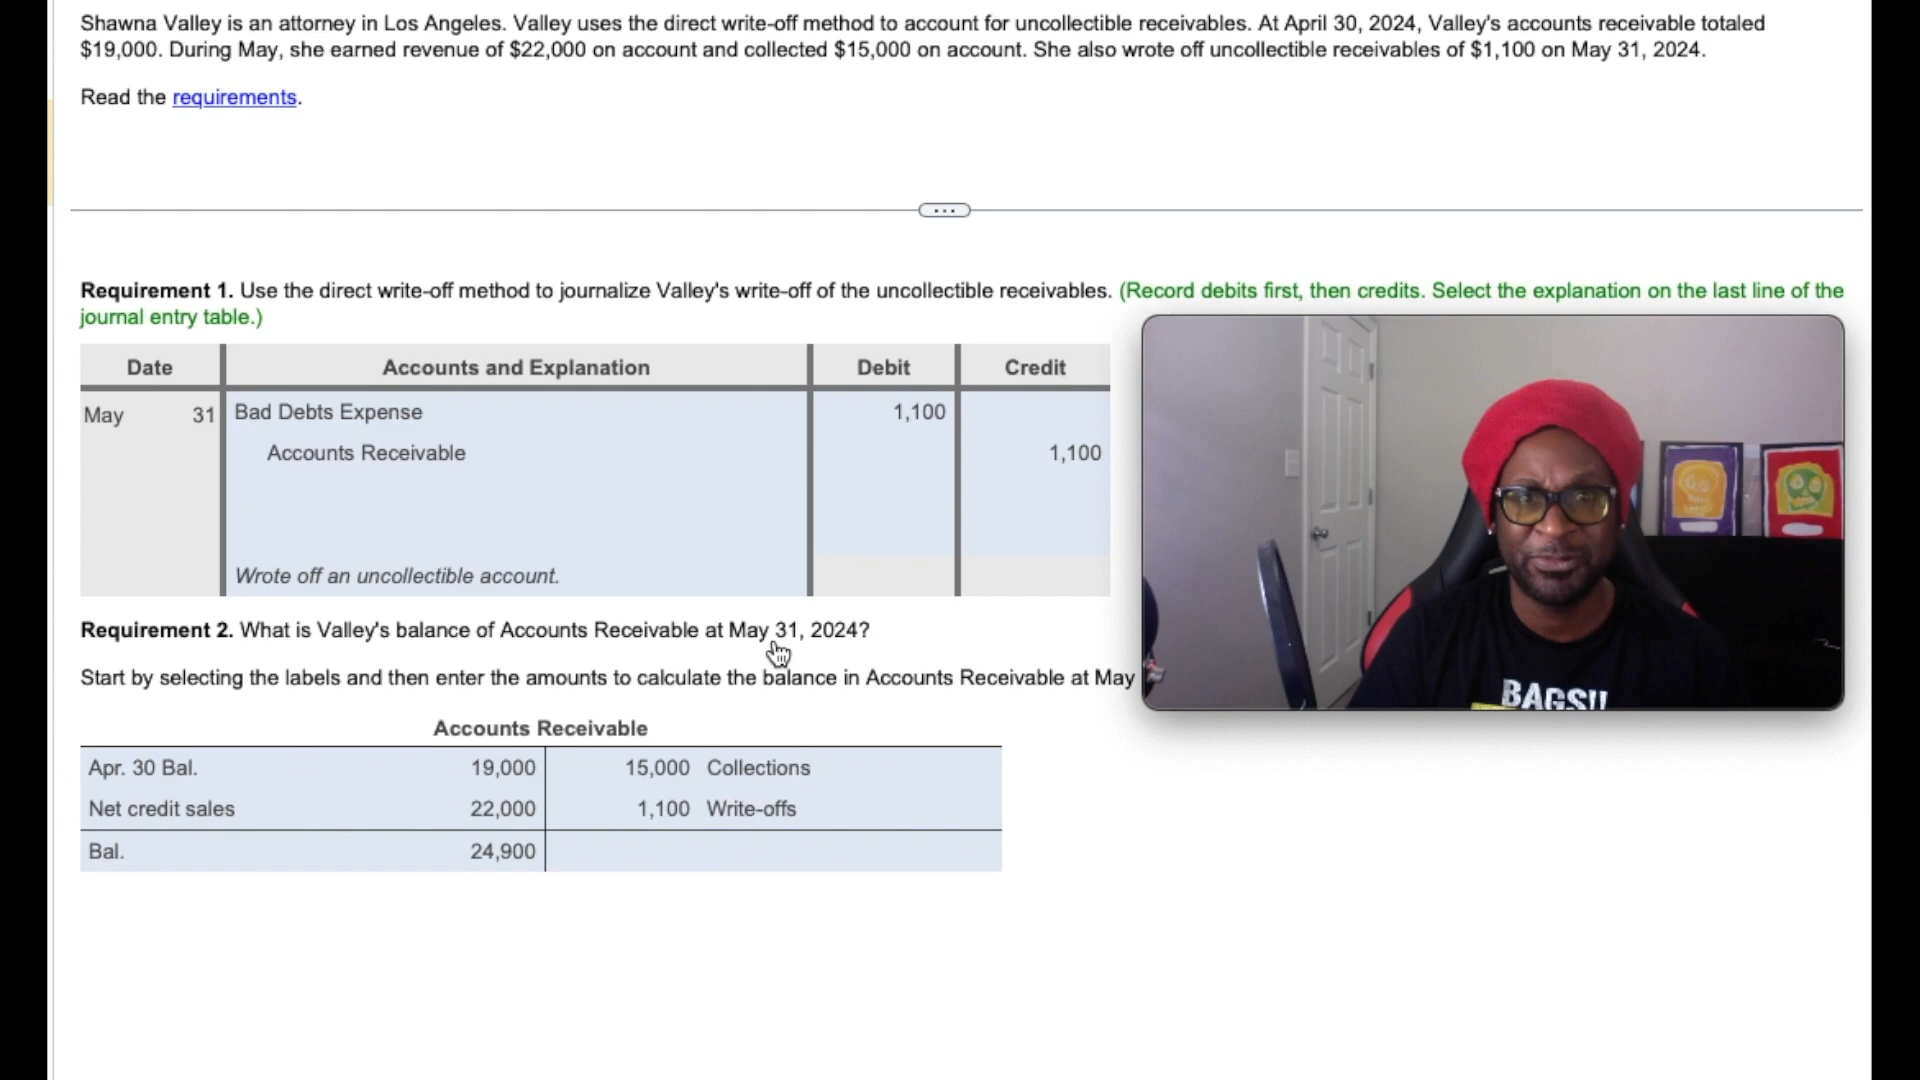 Shawna Valley is an attorney in Los Angeles. Valley uses the direct write-off method to account for uncollectible receivables. At April 30, 2024, Valley's accounts receivable totaled
$19,000. During May, she earned revenue of $22,000 on account and collected $15,000 on account. She also wrote off uncollectible receivables of $1,100 on May 31, 2024.
Read the requirements.
Requirement 1. Use the direct write-off method to journalize Valley's write-off of the uncollectible receivables. (Record debits first, then credits. Select the explanation on the last line of the
journal entry table.)
Date Accounts and Explanation Debit Credit
May 31 Bad Debts Expense 1,100
Accounts Receivable 1,100
Wrote off an uncollectible account.
Requirement 2. What is Valley's balance of Accounts Receivable at May 31, 2024?
Start by selecting the labels and then enter the amounts to calculate the balance in Accounts Receivable at May
Accounts Receivable
Apr. 30 Bal. 19,000 15,000 Collections
Net credit sales 22,000 1,100 Write-offs
Bal. 24,900
BAGS!!